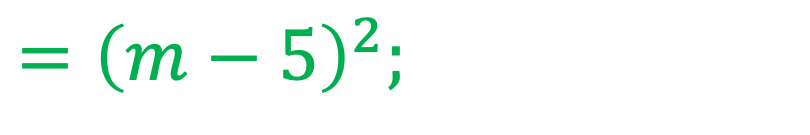 = (m − 5)²;